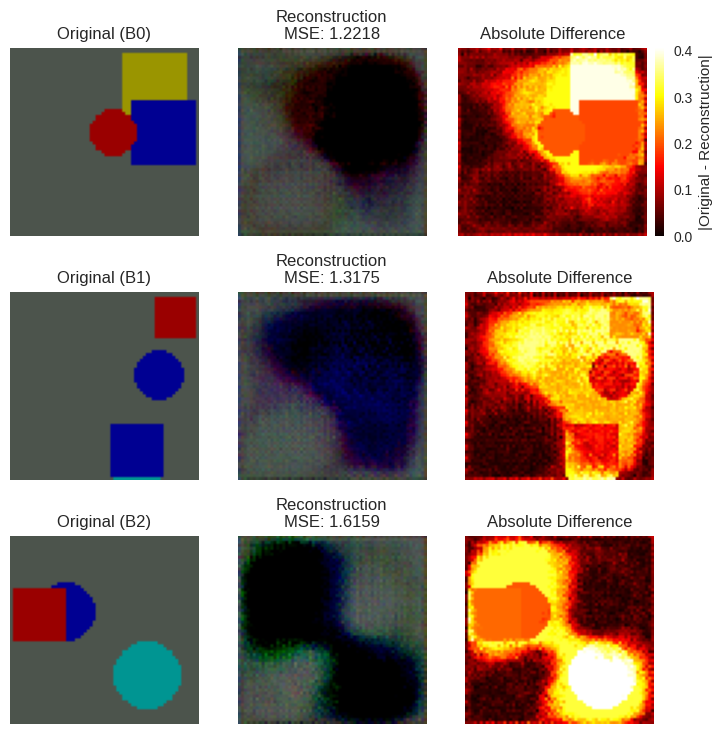 Original (B0)
Reconstruction
MSE: 1.2218
Absolute Difference
0.4
0.3
0.2
0.1
0.0
|Original - Reconstruction|
Original (B1)
Reconstruction
MSE: 1.3175
Absolute Difference
Original (B2)
Reconstruction
MSE: 1.6159
Absolute Difference